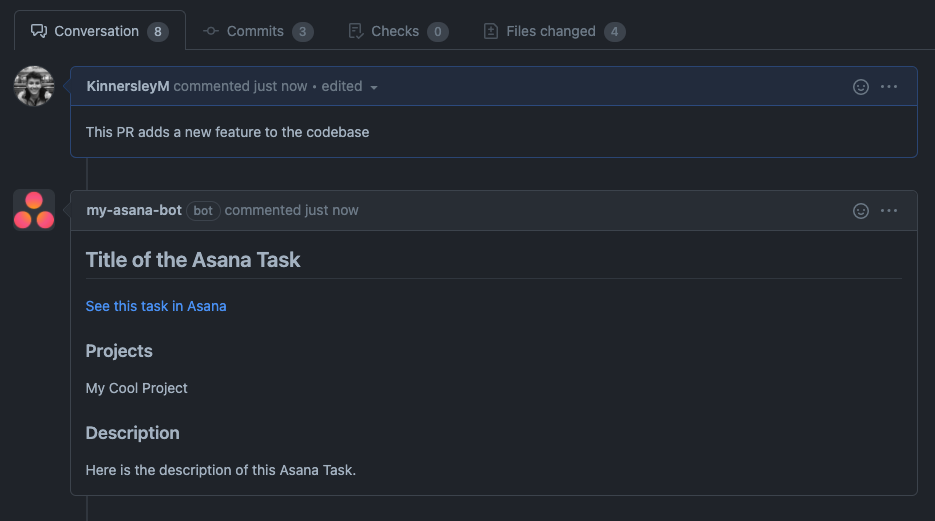 Conversation 8 Commits 3 Checks 0 Files changed 4
KinnersleyM commented just now • edited
This PR adds a new feature to the codebase
my-asana-bot bot commented just now
Title of the Asana Task
See this task in Asana
Projects
My Cool Project
Description
Here is the description of this Asana Task.